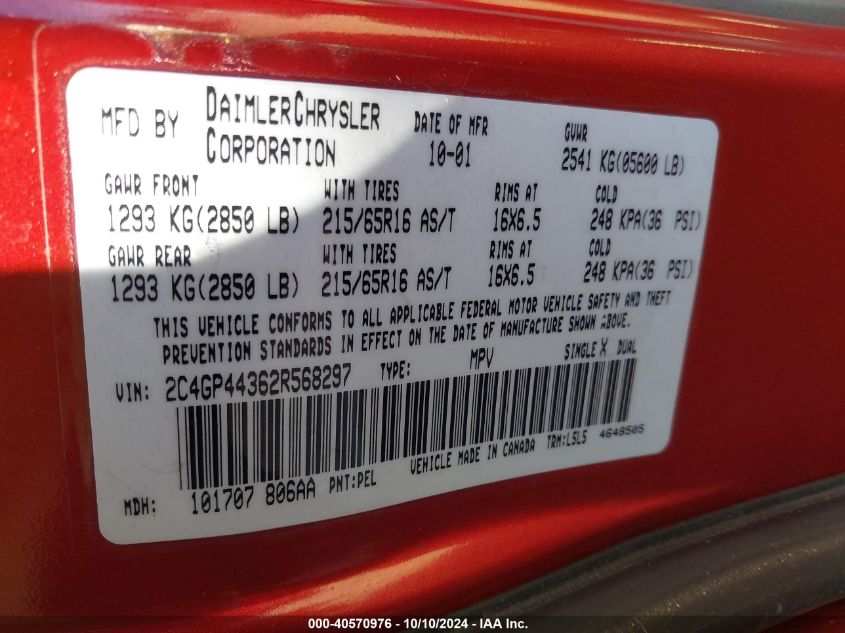 MFD BY DAIMLERCHRYSLER CORPORATION DATE OF MFR 10-01 GVWR 2541 KG(05600 LB)
GAWR FRONT WITH TIRES RIMS AT COLD
1293 KG(2850 LB) 215/65R16 AS/T 16X6.5 248 KPA(36 PSI)
GAWR REAR WITH TIRES RIMS AT COLD
1293 KG(2850 LB) 215/65R16 AS/T 16X6.5 248 KPA(36 PSI)
THIS VEHICLE CONFORMS TO ALL APPLICABLE FEDERAL MOTOR VEHICLE SAFETY AND THEFT
PREVENTION STANDARDS IN EFFECT ON THE DATE OF MANUFACTURE SHOWN ABOVE.
VIN: 2C4GP44362R568297 TYPE: MPV SINGLE X DUAL
MDH: 101707 806AA PNT:PEL VEHICLE MADE IN CANADA TRM:L5L5 4648505
000-40570976 - 10/10/2024 - IAA Inc.